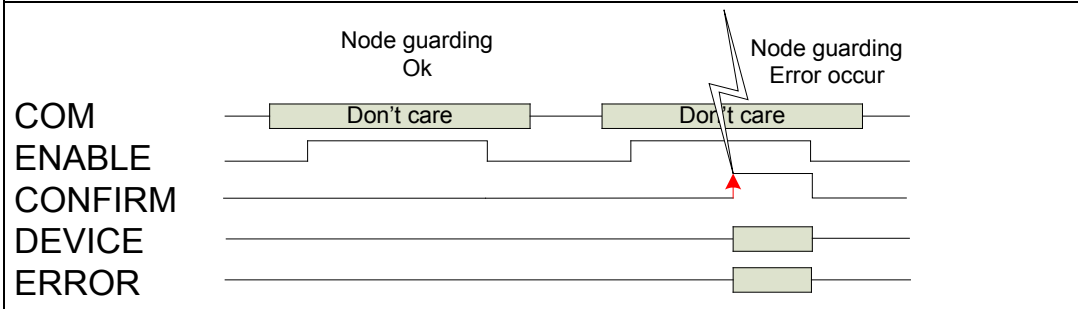 Node guarding
Ok
Node guarding
Error occur
COM
Don't care
Don't care
ENABLE
CONFIRM
DEVICE
ERROR